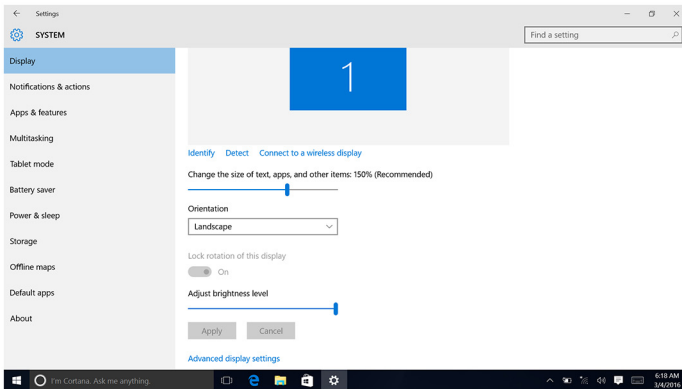 Settings
SYSTEM
Find a setting
Display
Notifications & actions
Apps & features
Multitasking
Tablet mode
Battery saver
Power & sleep
Storage
Offline maps
Default apps
About
1
Identify Detect Connect to a wireless display
Change the size of text, apps, and other items: 150% (Recommended)
Orientation
Landscape
Lock rotation of this display
On
Adjust brightness level
Apply Cancel
Advanced display settings
I'm Cortana. Ask me anything.
6:18 AM
3/4/2016